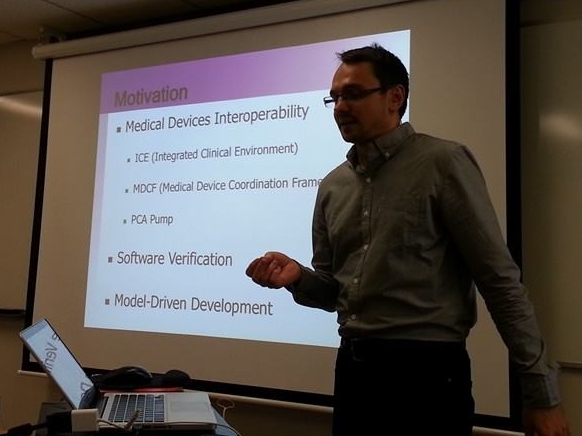 Motivation
Medical Devices Interoperability
ICE (Integrated Clinical Environment)
MDCF (Medical Device Coordination Frame
PCA Pump
Software Verification
Model-Driven Development